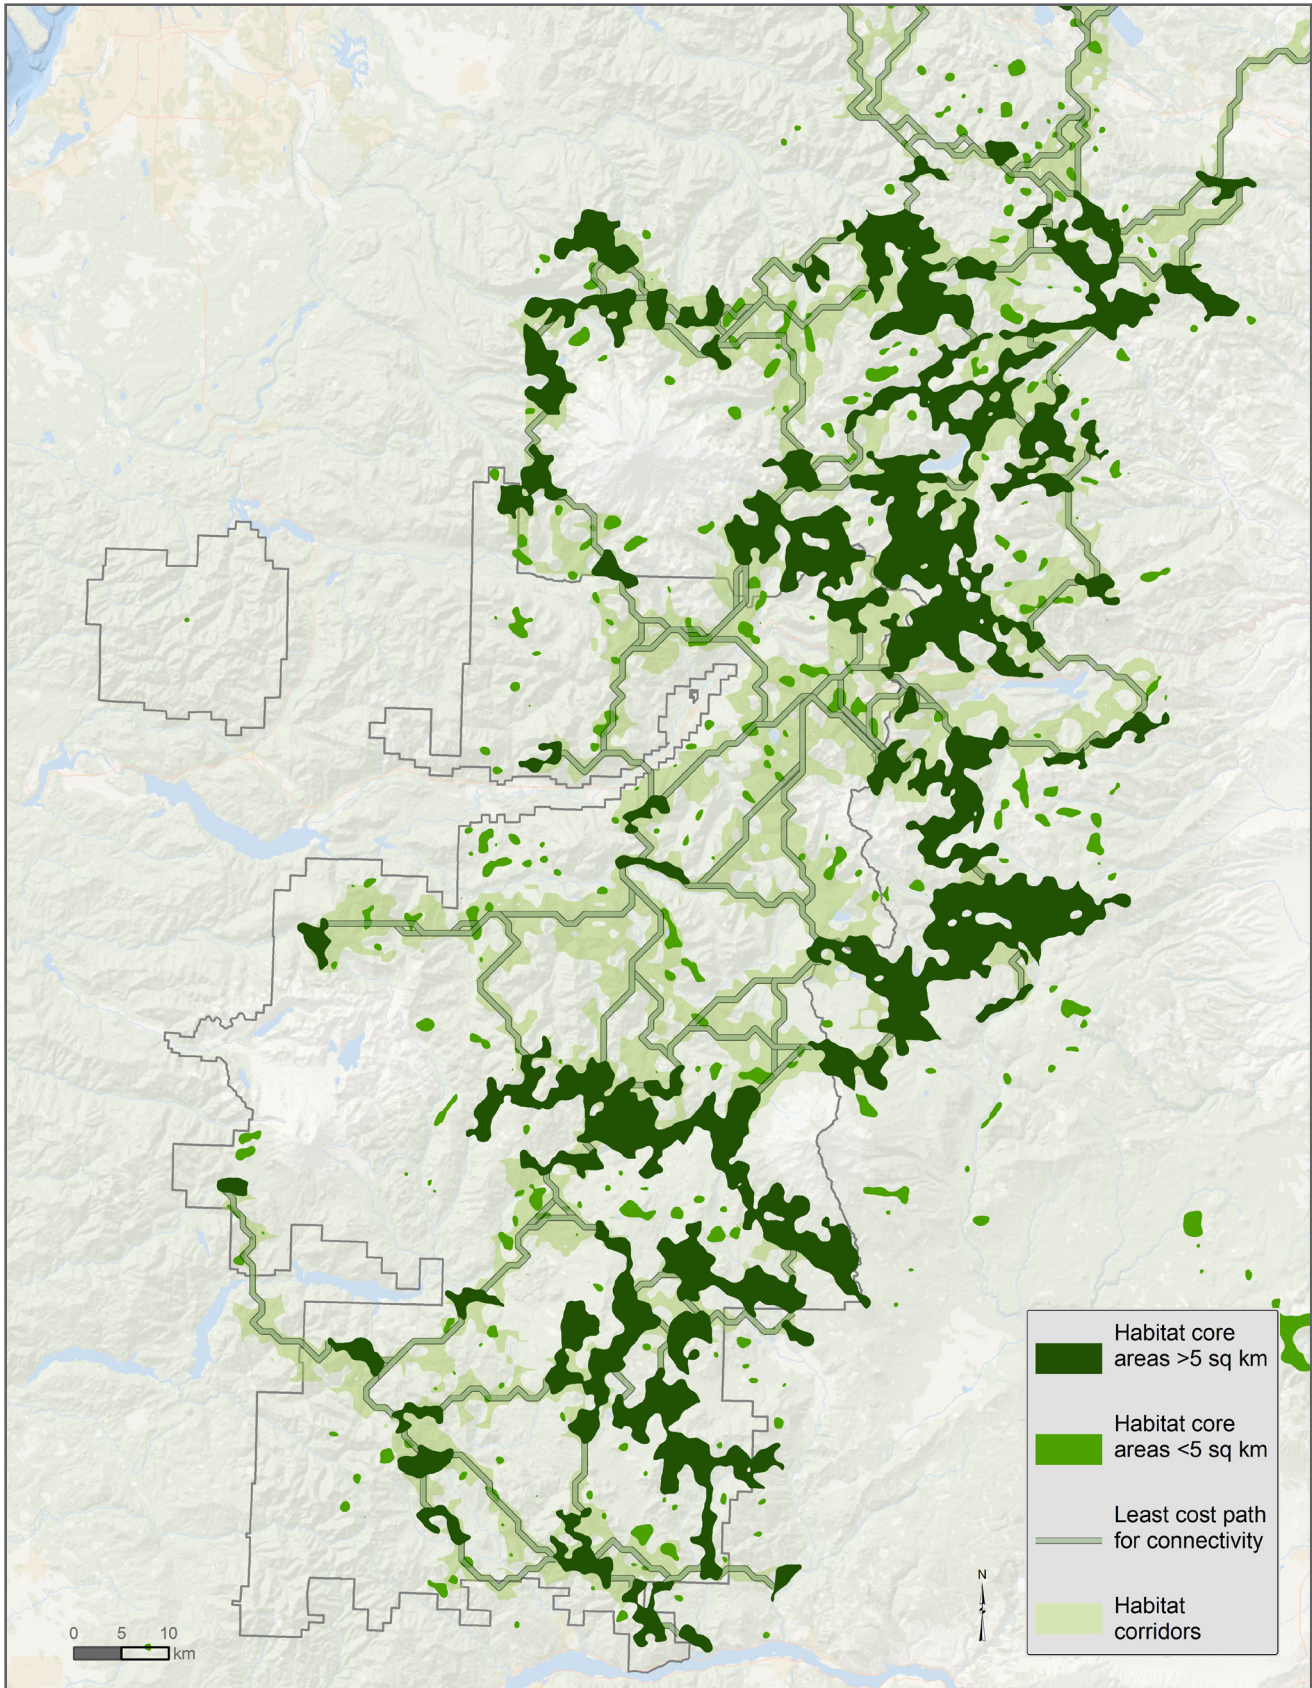 Habitat core
areas >5 sq km
Habitat core
areas <5 sq km
Least cost path
for connectivity
Habitat
corridors
N
0 5 10
km